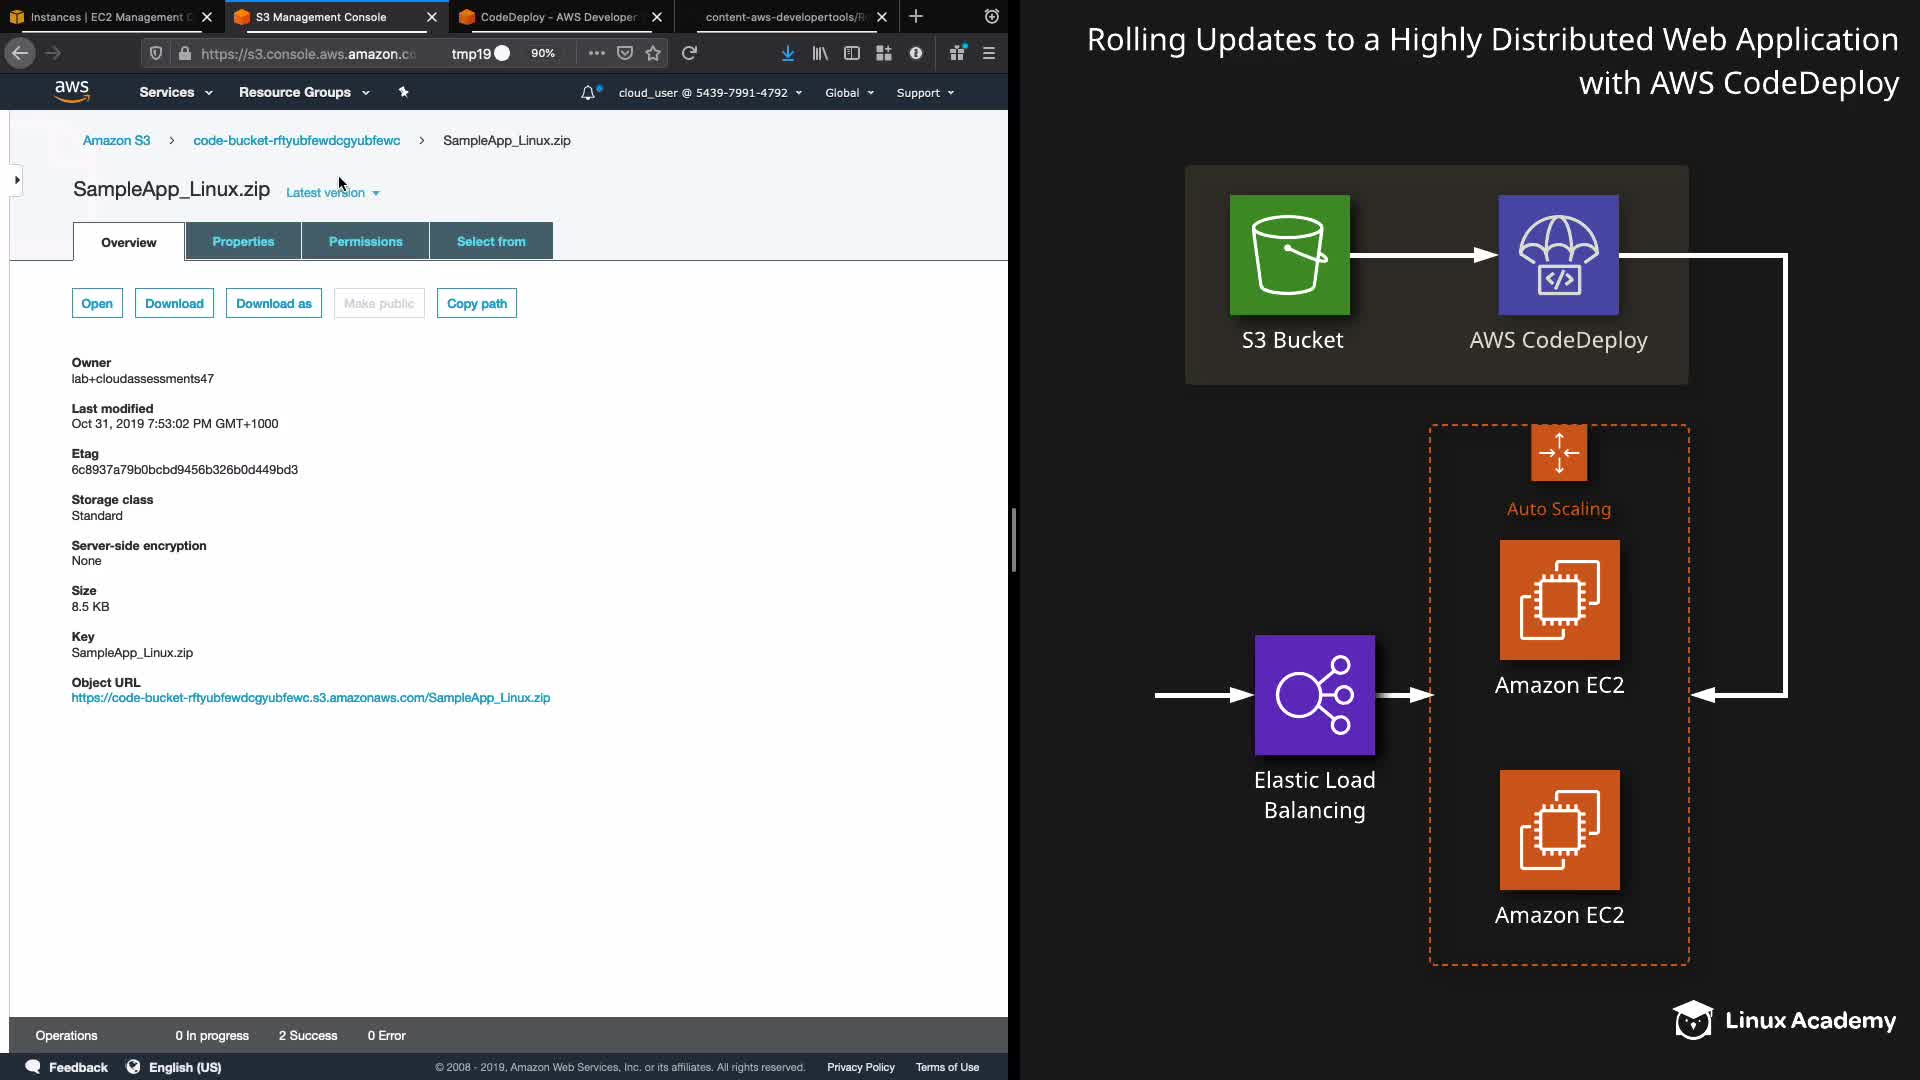 Instances | EC2 Management C
S3 Management Console
CodeDeploy - AWS Developer
content-aws-developertools/R
https://s3.console.aws.amazon.co
tmp19
90%
aws
Services
Resource Groups
cloud_user @ 5439-7991-4792
Global
Support
Amazon S3
code-bucket-rftyubfewdcgyubfewc
SampleApp_Linux.zip
SampleApp_Linux.zip
Latest version
Overview
Properties
Permissions
Select from
Open
Download
Download as
Make public
Copy path
Owner
lab+cloudassessments47
Last modified
Oct 31, 2019 7:53:02 PM GMT+1000
Etag
6c8937a79b0bcbd9456b326b0d449bd3
Storage class
Standard
Server-side encryption
None
Size
8.5 KB
Key
SampleApp_Linux.zip
Object URL
https://code-bucket-rftyubfewdcgyubfewc.s3.amazonaws.com/SampleApp_Linux.zip
Operations
0 In progress
2 Success
0 Error
Feedback
English (US)
© 2008 - 2019, Amazon Web Services, Inc. or its affiliates. All rights reserved.
Privacy Policy
Terms of Use
Rolling Updates to a Highly Distributed Web Application
with AWS CodeDeploy
S3 Bucket
</>
AWS CodeDeploy
Auto Scaling
Amazon EC2
Elastic Load
Balancing
Amazon EC2
Linux Academy